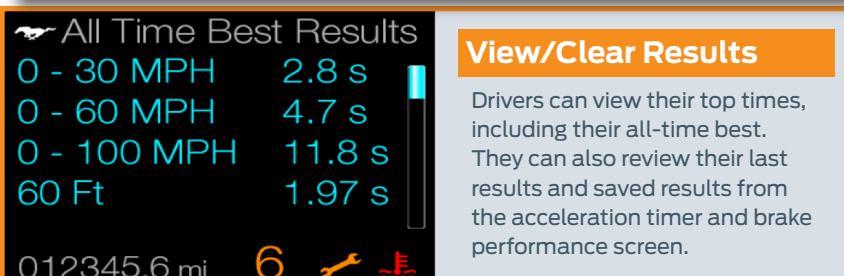 All Time Best Results
0 - 30 MPH 2.8 s
0 - 60 MPH 4.7 s
0 - 100 MPH 11.8 s
60 Ft 1.97 s
012345.6 mi 6
View/Clear Results
Drivers can view their top times,
including their all-time best.
They can also review their last
results and saved results from
the acceleration timer and brake
performance screen.